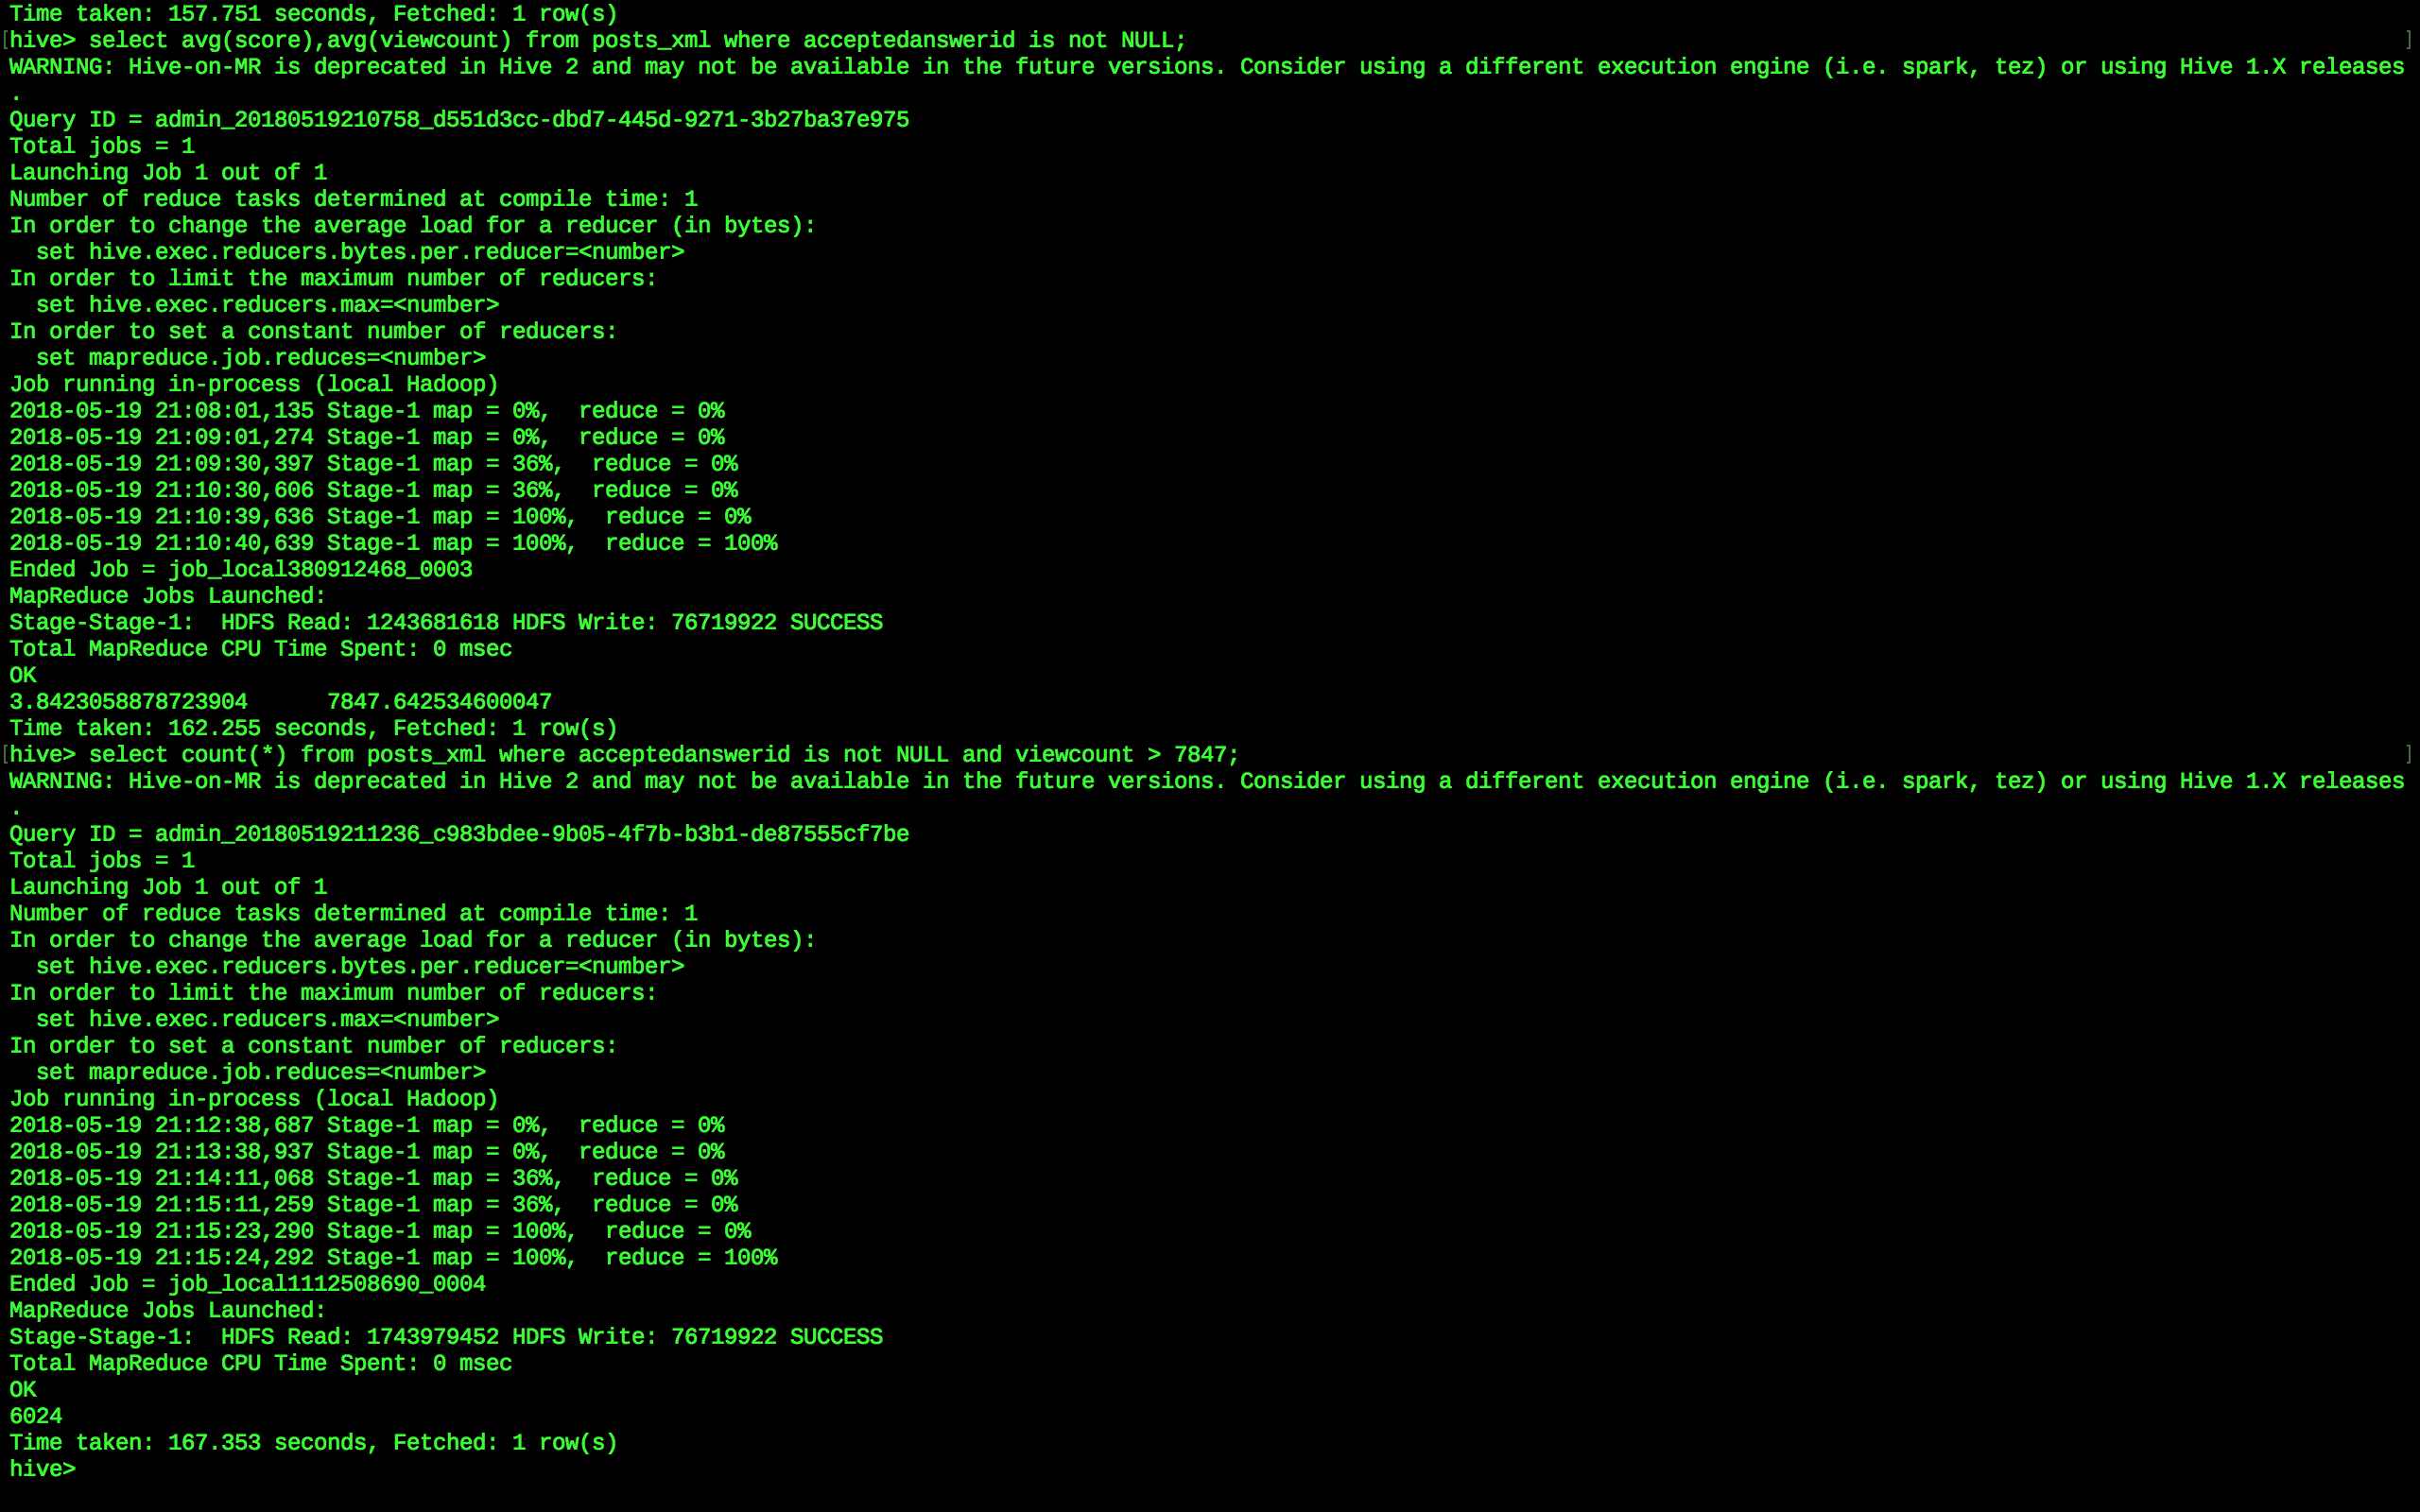 Time taken: 157.751 seconds, Fetched: 1 row(s)
[hive> select avg(score),avg(viewcount) from posts_xml where acceptedanswerid is not NULL; ]
WARNING: Hive-on-MR is deprecated in Hive 2 and may not be available in the future versions. Consider using a different execution engine (i.e. spark, tez) or using Hive 1.X releases
.
Query ID = admin_20180519210758_d551d3cc-dbd7-445d-9271-3b27ba37e975
Total jobs = 1
Launching Job 1 out of 1
Number of reduce tasks determined at compile time: 1
In order to change the average load for a reducer (in bytes):
  set hive.exec.reducers.bytes.per.reducer=<number>
In order to limit the maximum number of reducers:
  set hive.exec.reducers.max=<number>
In order to set a constant number of reducers:
  set mapreduce.job.reduces=<number>
Job running in-process (local Hadoop)
2018-05-19 21:08:01,135 Stage-1 map = 0%,  reduce = 0%
2018-05-19 21:09:01,274 Stage-1 map = 0%,  reduce = 0%
2018-05-19 21:09:30,397 Stage-1 map = 36%,  reduce = 0%
2018-05-19 21:10:30,606 Stage-1 map = 36%,  reduce = 0%
2018-05-19 21:10:39,636 Stage-1 map = 100%,  reduce = 0%
2018-05-19 21:10:40,639 Stage-1 map = 100%,  reduce = 100%
Ended Job = job_local380912468_0003
MapReduce Jobs Launched:
Stage-Stage-1:  HDFS Read: 1243681618 HDFS Write: 76719922 SUCCESS
Total MapReduce CPU Time Spent: 0 msec
OK
3.8423058878723904      7847.642534600047
Time taken: 162.255 seconds, Fetched: 1 row(s)
[hive> select count(*) from posts_xml where acceptedanswerid is not NULL and viewcount > 7847; ]
WARNING: Hive-on-MR is deprecated in Hive 2 and may not be available in the future versions. Consider using a different execution engine (i.e. spark, tez) or using Hive 1.X releases
.
Query ID = admin_20180519211236_c983bdee-9b05-4f7b-b3b1-de87555cf7be
Total jobs = 1
Launching Job 1 out of 1
Number of reduce tasks determined at compile time: 1
In order to change the average load for a reducer (in bytes):
  set hive.exec.reducers.bytes.per.reducer=<number>
In order to limit the maximum number of reducers:
  set hive.exec.reducers.max=<number>
In order to set a constant number of reducers:
  set mapreduce.job.reduces=<number>
Job running in-process (local Hadoop)
2018-05-19 21:12:38,687 Stage-1 map = 0%,  reduce = 0%
2018-05-19 21:13:38,937 Stage-1 map = 0%,  reduce = 0%
2018-05-19 21:14:11,068 Stage-1 map = 36%,  reduce = 0%
2018-05-19 21:15:11,259 Stage-1 map = 36%,  reduce = 0%
2018-05-19 21:15:23,290 Stage-1 map = 100%,  reduce = 0%
2018-05-19 21:15:24,292 Stage-1 map = 100%,  reduce = 100%
Ended Job = job_local1112508690_0004
MapReduce Jobs Launched:
Stage-Stage-1:  HDFS Read: 1743979452 HDFS Write: 76719922 SUCCESS
Total MapReduce CPU Time Spent: 0 msec
OK
6024
Time taken: 167.353 seconds, Fetched: 1 row(s)
hive>